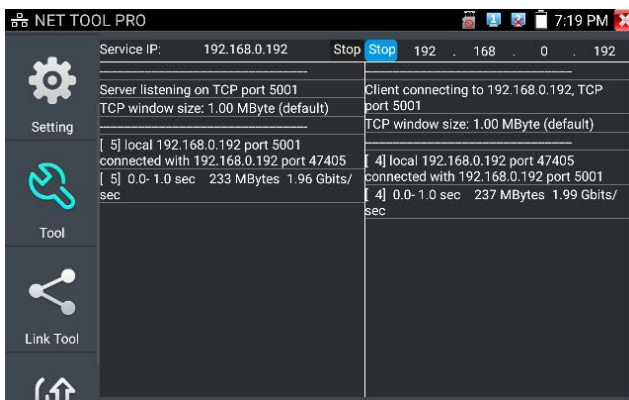 NET TOOL PRO
1
7:19 PM
Service IP: 192.168.0.192 Stop
Stop 192 . 168 . 0 . 192
Setting
Tool
Link Tool
---------------------------------------------------
Server listening on TCP port 5001
TCP window size: 1.00 MByte (default)
---------------------------------------------------
[ 5] local 192.168.0.192 port 5001
connected with 192.168.0.192 port 47405
[ 5] 0.0- 1.0 sec 233 MBytes 1.96 Gbits/
sec
---------------------------------------------------
Client connecting to 192.168.0.192, TCP
port 5001
TCP window size: 1.00 MByte (default)
---------------------------------------------------
[ 4] local 192.168.0.192 port 47405
connected with 192.168.0.192 port 5001
[ 4] 0.0- 1.0 sec 237 MBytes 1.99 Gbits/
sec